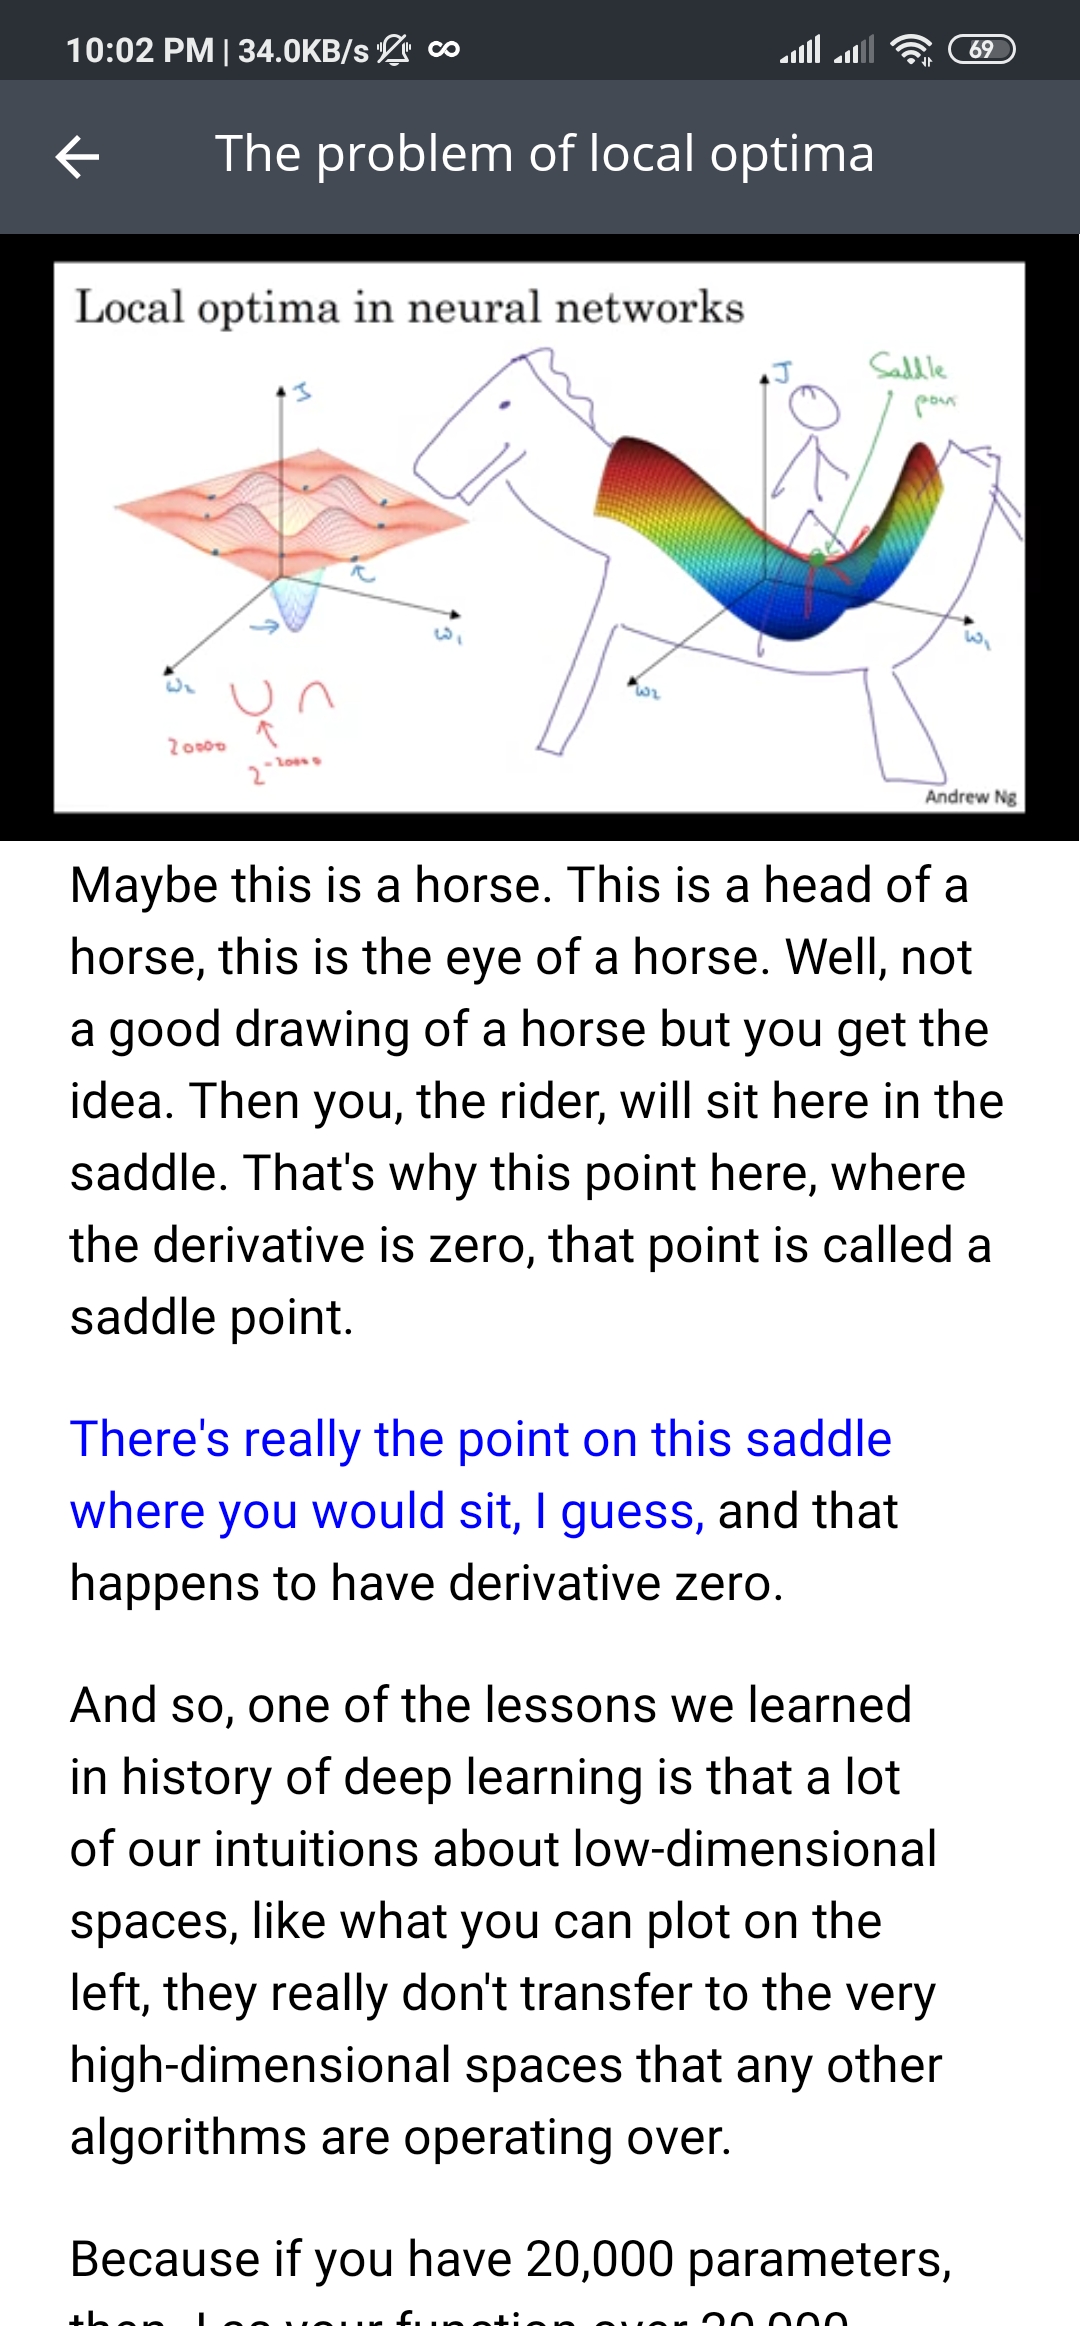 10:02 PM | 34.0KB/s
69
The problem of local optima
Local optima in neural networks
J
J
Saddle
w₁
w₂
w₁
w₂
20000
2^-20000
Andrew Ng
Maybe this is a horse. This is a head of a
horse, this is the eye of a horse. Well, not
a good drawing of a horse but you get the
idea. Then you, the rider, will sit here in the
saddle. That's why this point here, where
the derivative is zero, that point is called a
saddle point.
There's really the point on this saddle
where you would sit, I guess, and that
happens to have derivative zero.
And so, one of the lessons we learned
in history of deep learning is that a lot
of our intuitions about low-dimensional
spaces, like what you can plot on the
left, they really don't transfer to the very
high-dimensional spaces that any other
algorithms are operating over.
Because if you have 20,000 parameters,